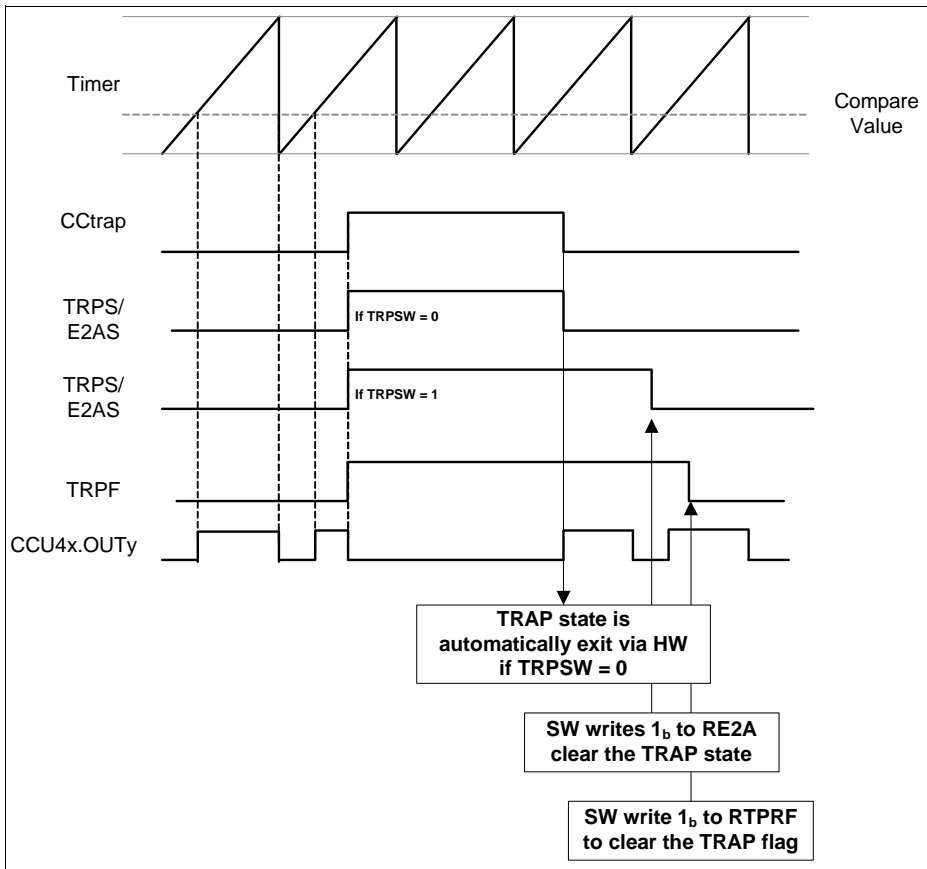 Timer
Compare
Value
CCtrap
TRPS/
E2AS
If TRPSW = 0
TRPS/
E2AS
If TRPSW = 1
TRPF
CCU4x.OUTy
TRAP state is
automatically exit via HW
if TRPSW = 0
SW writes 1b to RE2A
clear the TRAP state
SW write 1b to RTPRF
to clear the TRAP flag